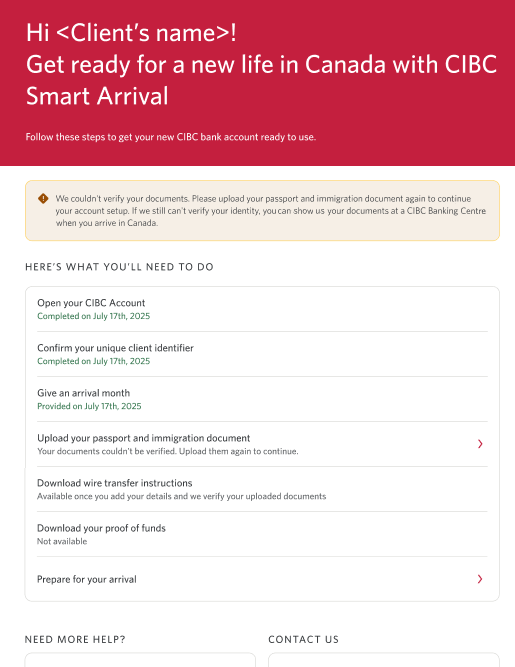 Hi <Client's name>!
Get ready for a new life in Canada with CIBC
Smart Arrival
Follow these steps to get your new CIBC bank account ready to use.
We couldn't verify your documents. Please upload your passport and immigration document again to continue
your account setup. If we still can't verify your identity, you can show us your documents at a CIBC Banking Centre
when you arrive in Canada.
HERE'S WHAT YOU'LL NEED TO DO
Open your CIBC Account
Completed on July 17th, 2025
Confirm your unique client identifier
Completed on July 17th, 2025
Give an arrival month
Provided on July 17th, 2025
Upload your passport and immigration document
Your documents couldn't be verified. Upload them again to continue.
Download wire transfer instructions
Available once you add your details and we verify your uploaded documents
Download your proof of funds
Not available
Prepare for your arrival
NEED MORE HELP?
CONTACT US